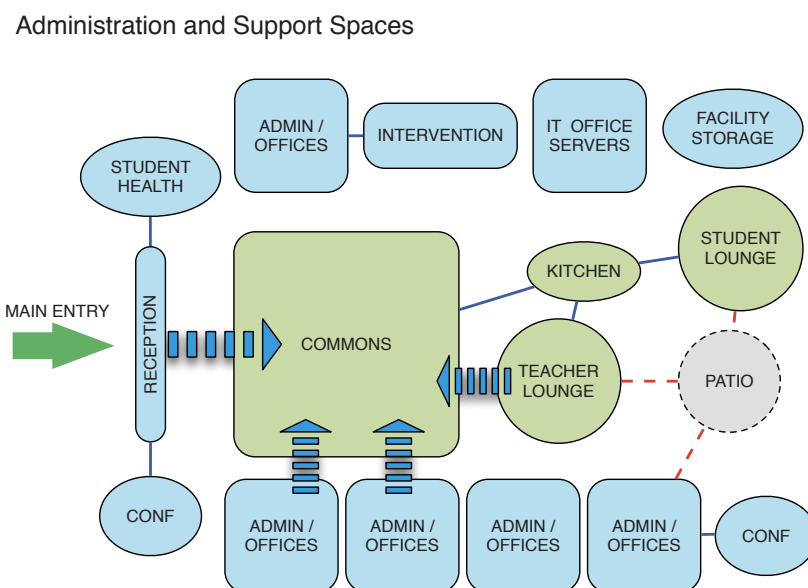 Administration and Support Spaces
ADMIN /
OFFICES
INTERVENTION
IT  OFFICE
SERVERS
FACILITY
STORAGE
STUDENT
HEALTH
STUDENT
LOUNGE
KITCHEN
MAIN ENTRY
RECEPTION
COMMONS
TEACHER
LOUNGE
PATIO
CONF
ADMIN /
OFFICES
ADMIN /
OFFICES
ADMIN /
OFFICES
ADMIN /
OFFICES
CONF